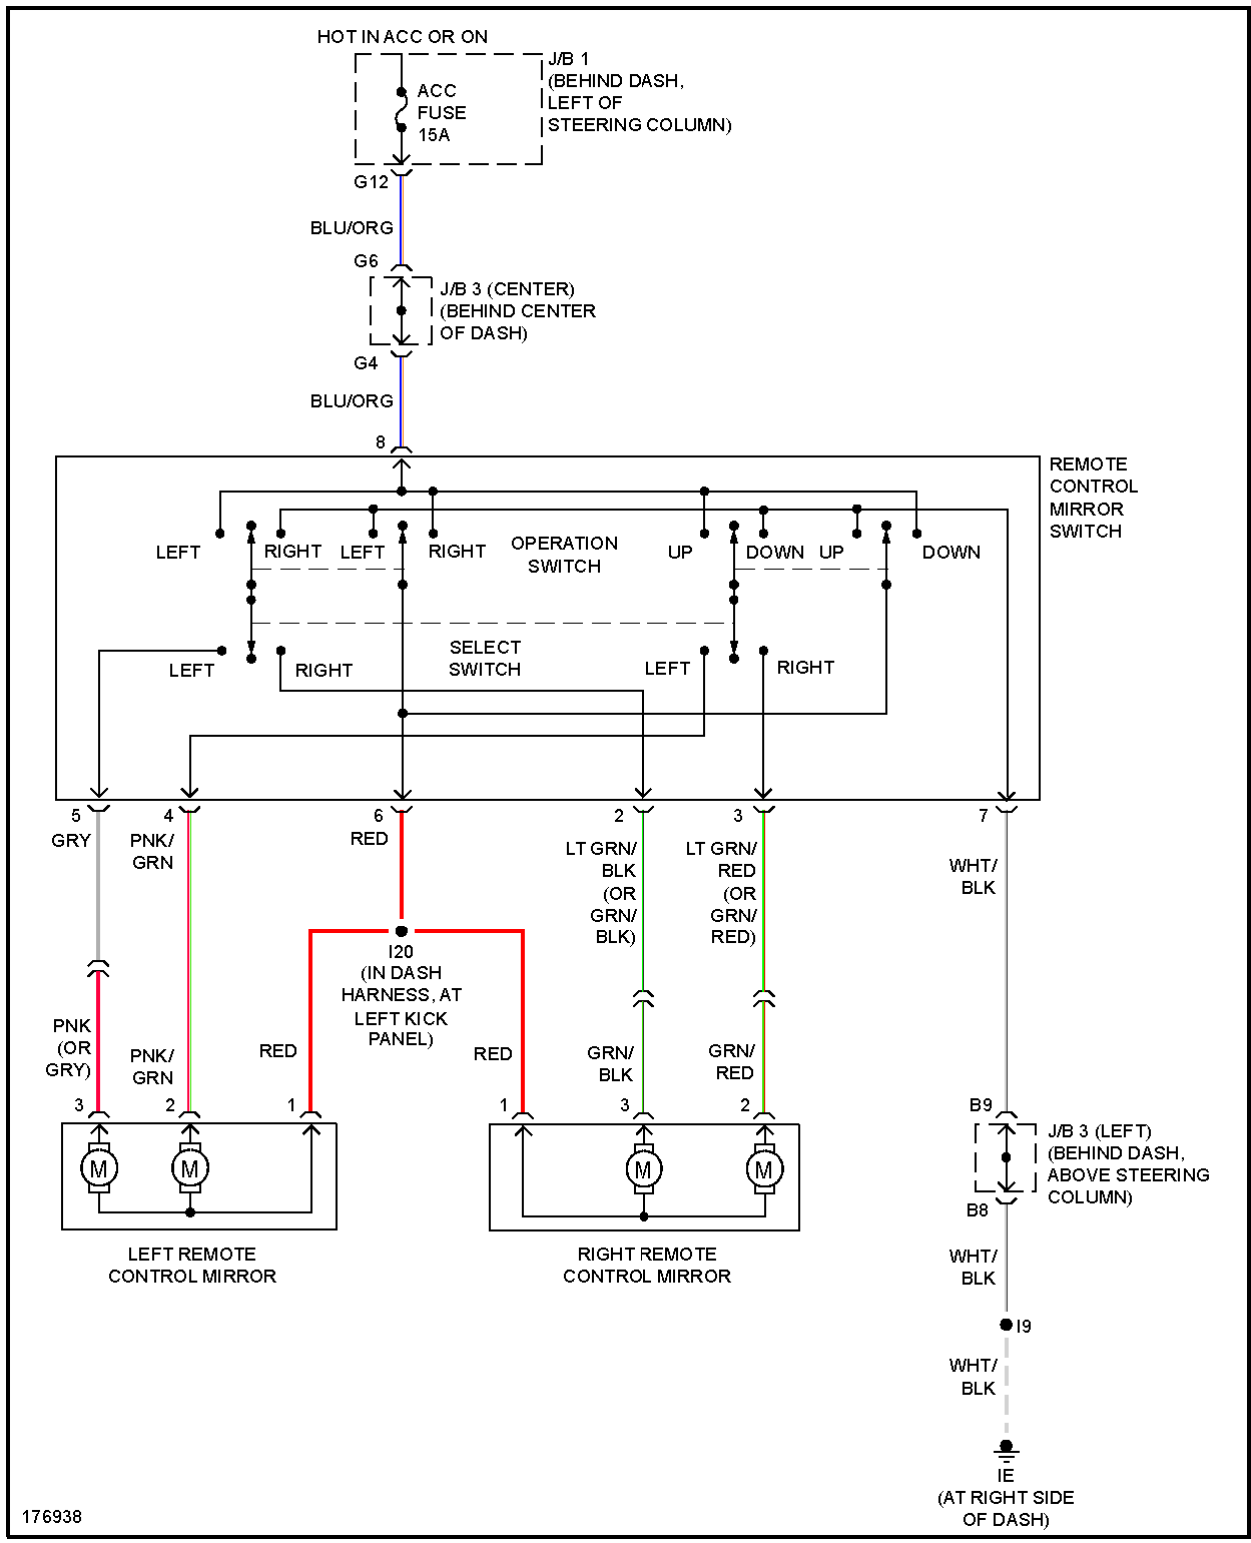 HOT IN ACC OR ON
J/B 1
(BEHIND DASH,
LEFT OF
STEERING COLUMN)
ACC
FUSE
15A
G12
BLU/ORG
G6
J/B 3 (CENTER)
(BEHIND CENTER
OF DASH)
G4
BLU/ORG
8
REMOTE
CONTROL
MIRROR
SWITCH
LEFT
RIGHT
LEFT
RIGHT
OPERATION
SWITCH
UP
DOWN
UP
DOWN
LEFT
RIGHT
SELECT
SWITCH
LEFT
RIGHT
5
4
6
2
3
7
GRY
PNK/
GRN
RED
LT GRN/
BLK
(OR
GRN/
BLK)
LT GRN/
RED
(OR
GRN/
RED)
WHT/
BLK
I20
(IN DASH
HARNESS, AT
LEFT KICK
PANEL)
PNK
(OR
GRY)
PNK/
GRN
RED
RED
GRN/
BLK
GRN/
RED
3
2
1
1
3
2
B9
J/B 3 (LEFT)
(BEHIND DASH,
ABOVE STEERING
COLUMN)
M
M
M
M
B8
LEFT REMOTE
CONTROL MIRROR
RIGHT REMOTE
CONTROL MIRROR
WHT/
BLK
I9
WHT/
BLK
IE
(AT RIGHT SIDE
OF DASH)
176938